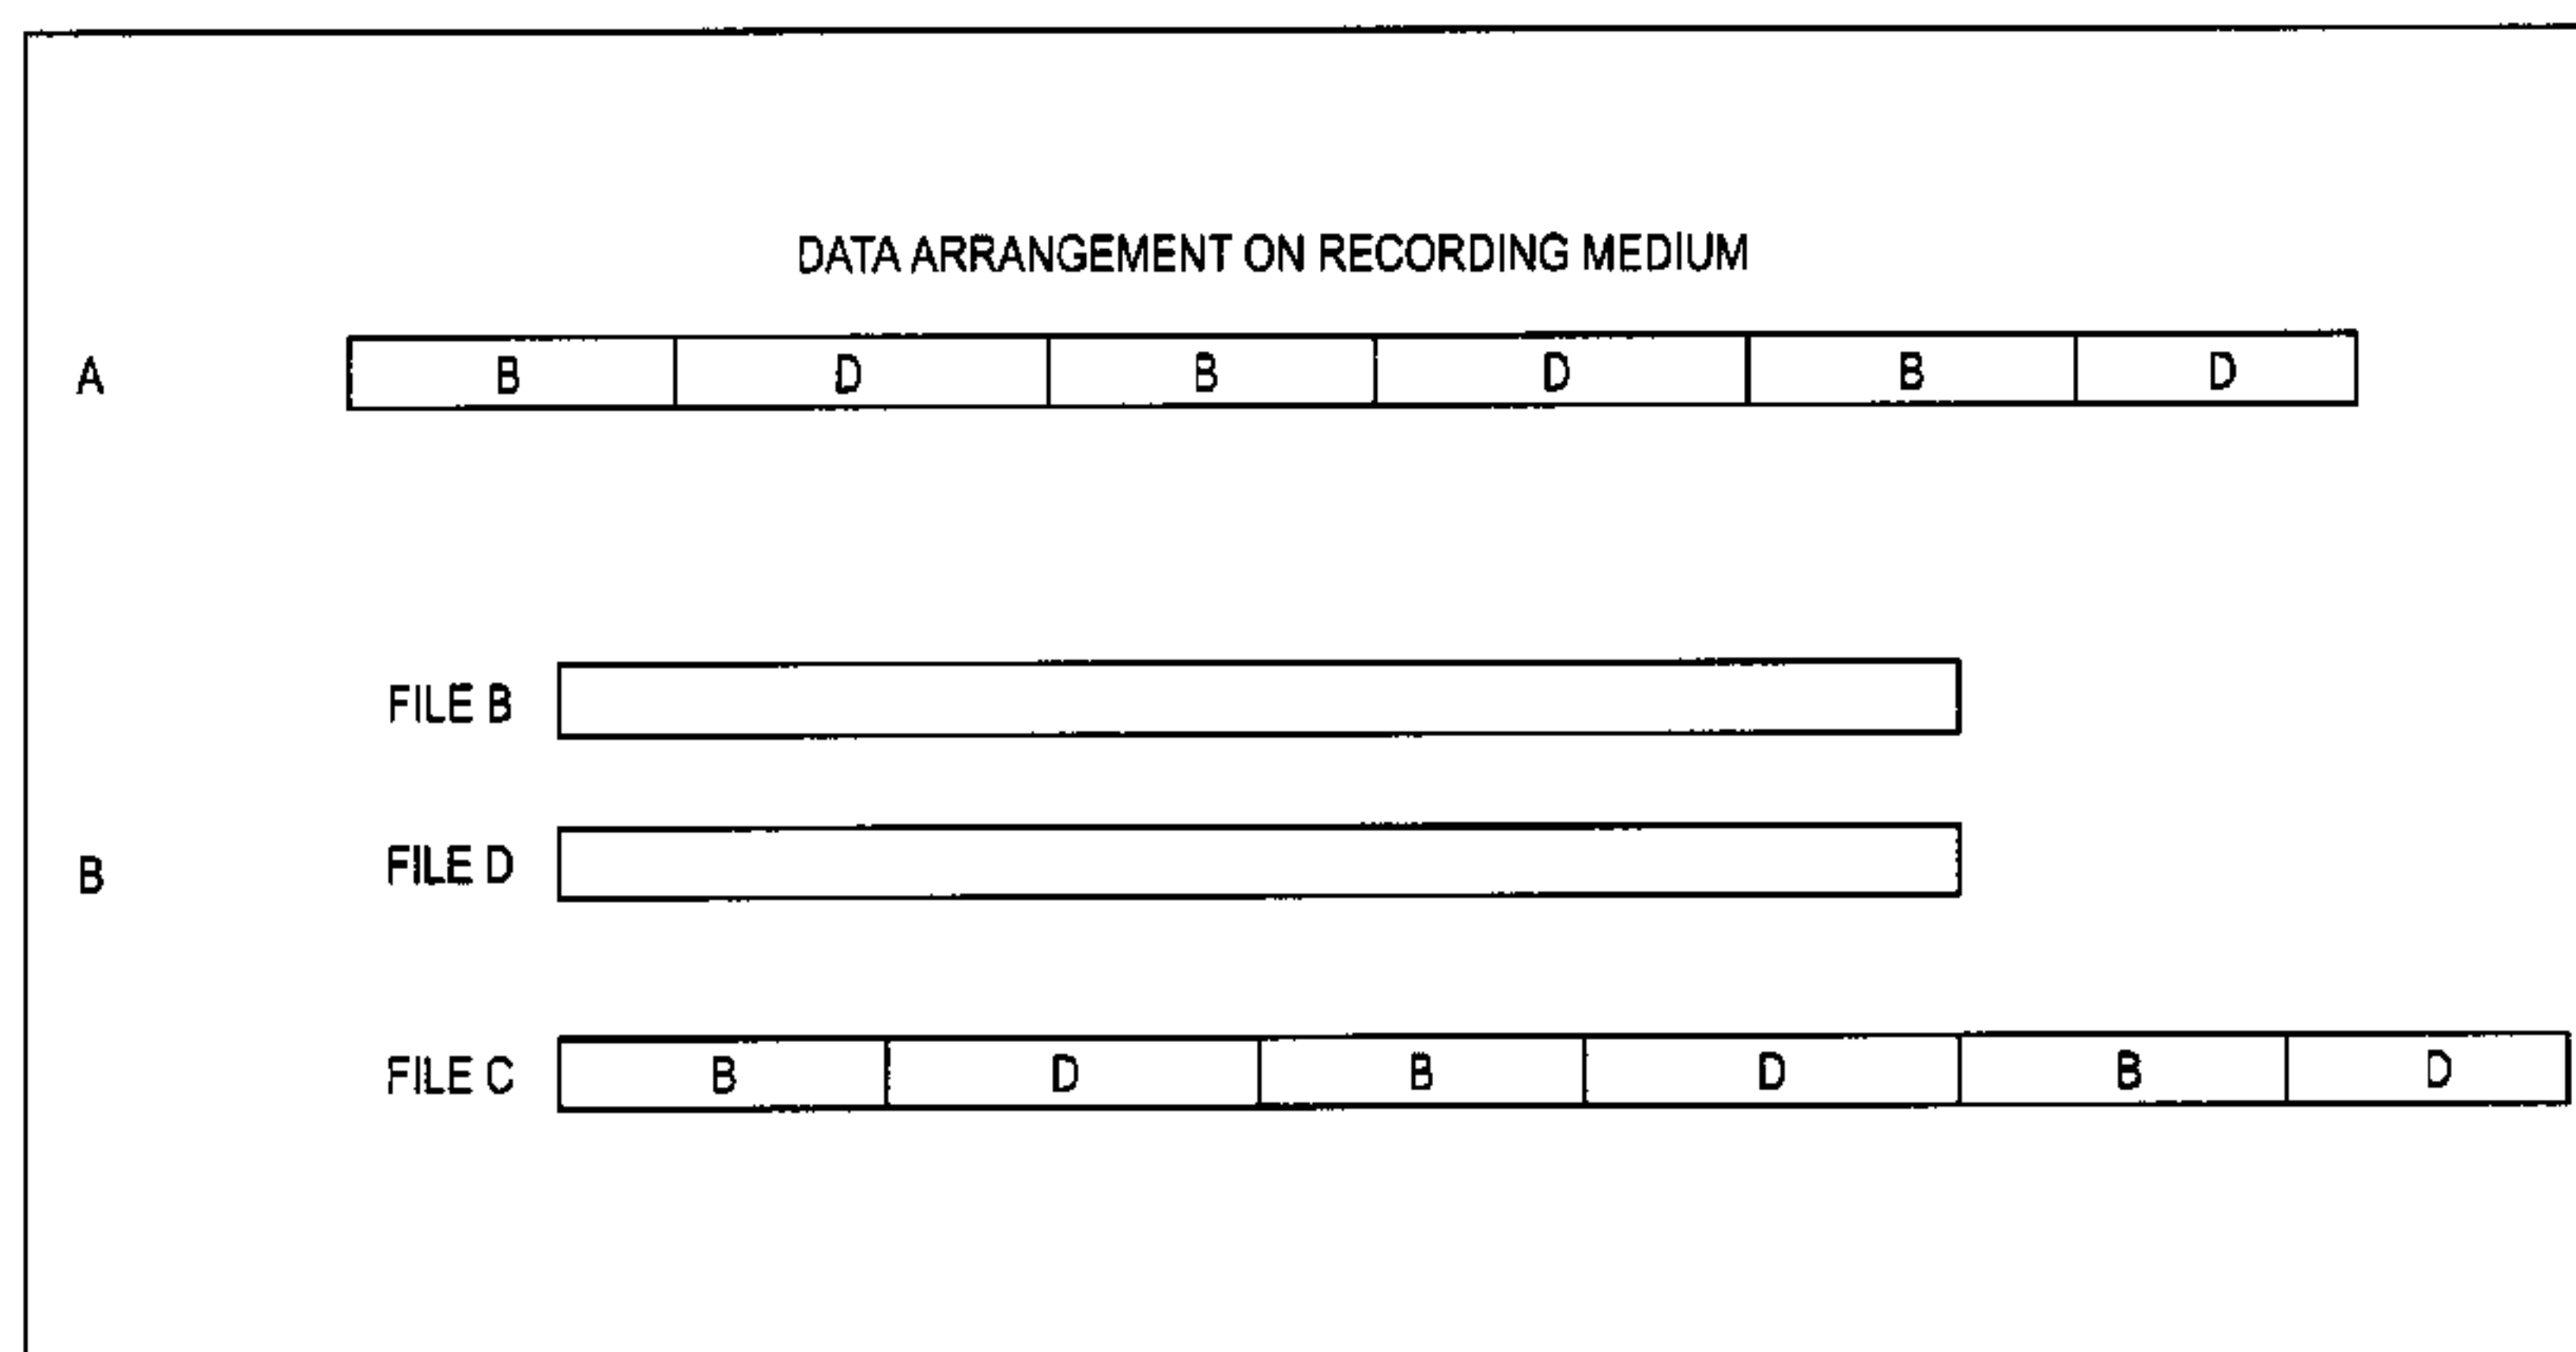 DATA ARRANGEMENT ON RECORDING MEDIUM
A B D B D B D
FILE B
B FILE D
FILE C B D B D B D